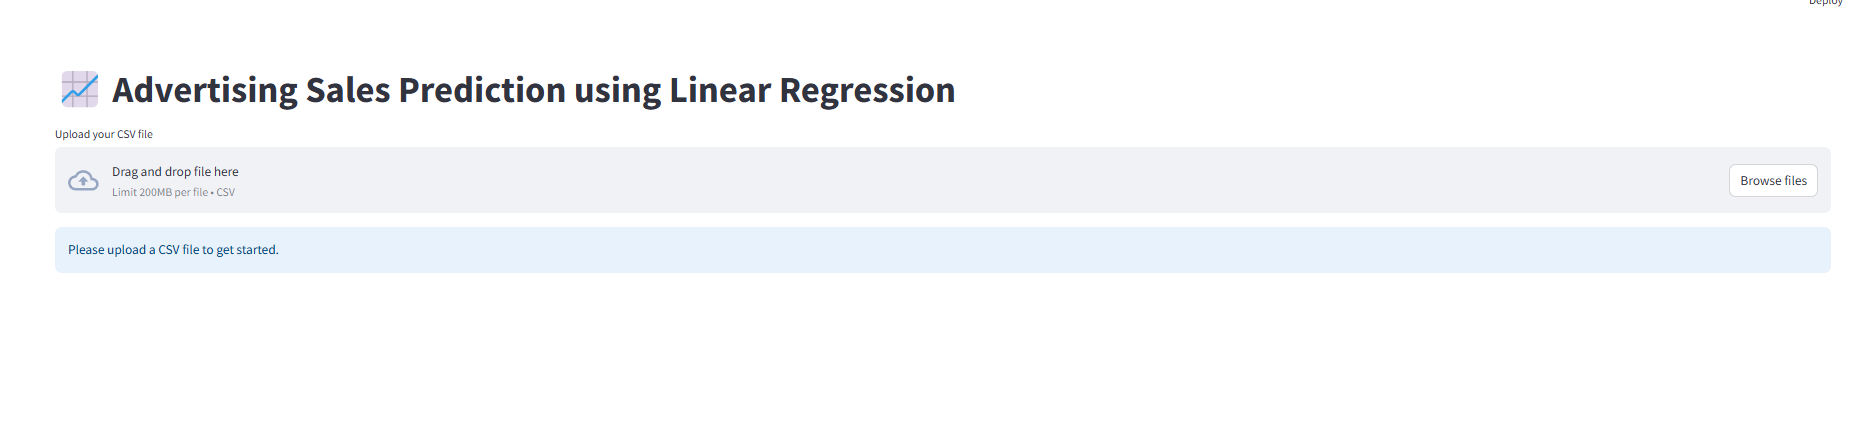 Deploy
Advertising Sales Prediction using Linear Regression
Upload your CSV file
Drag and drop file here
Limit 200MB per file • CSV
Browse files
Please upload a CSV file to get started.